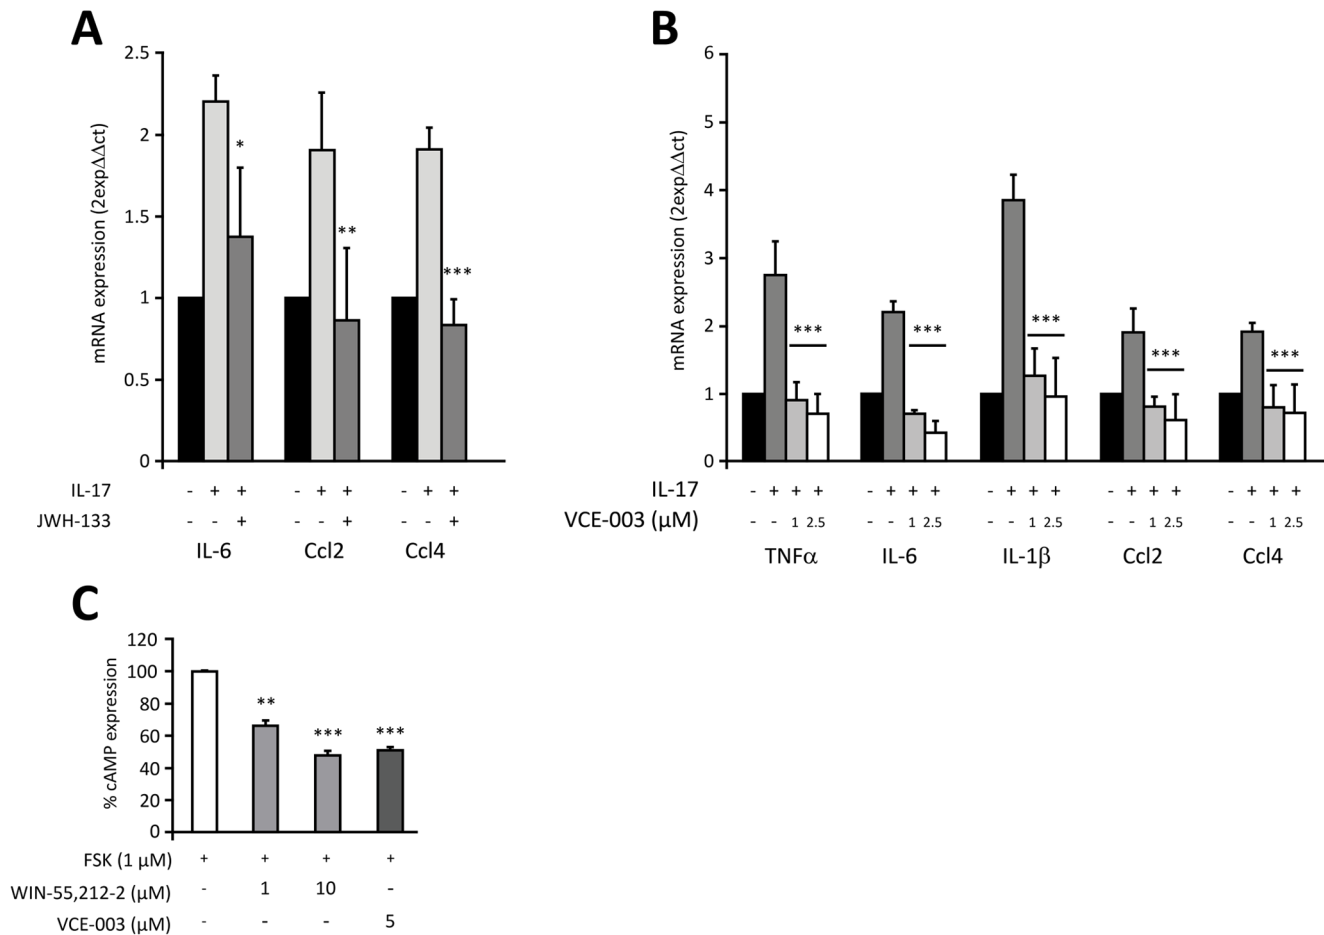 A
mRNA expression (2expΔΔct)
2.5
2
1.5
1
0.5
0
*
**
***
IL-17 - + + - + + - + +
JWH-133 - - + - - + - - +
IL-6 Ccl2 Ccl4
B
mRNA expression (2expΔΔct)
6
5
4
3
2
1
0
*** *** *** *** ***
IL-17 - + + + - + + + - + + + - + + + - + + +
VCE-003 (µM) - - 1 2.5 - - 1 2.5 - - 1 2.5 - - 1 2.5 - - 1 2.5
TNFα IL-6 IL-1β Ccl2 Ccl4
C
% cAMP expression
120
100
80
60
40
20
0
** *** ***
FSK (1 µM) + + + +
WIN-55,212-2 (µM) - 1 10 -
VCE-003 (µM) - - - 5